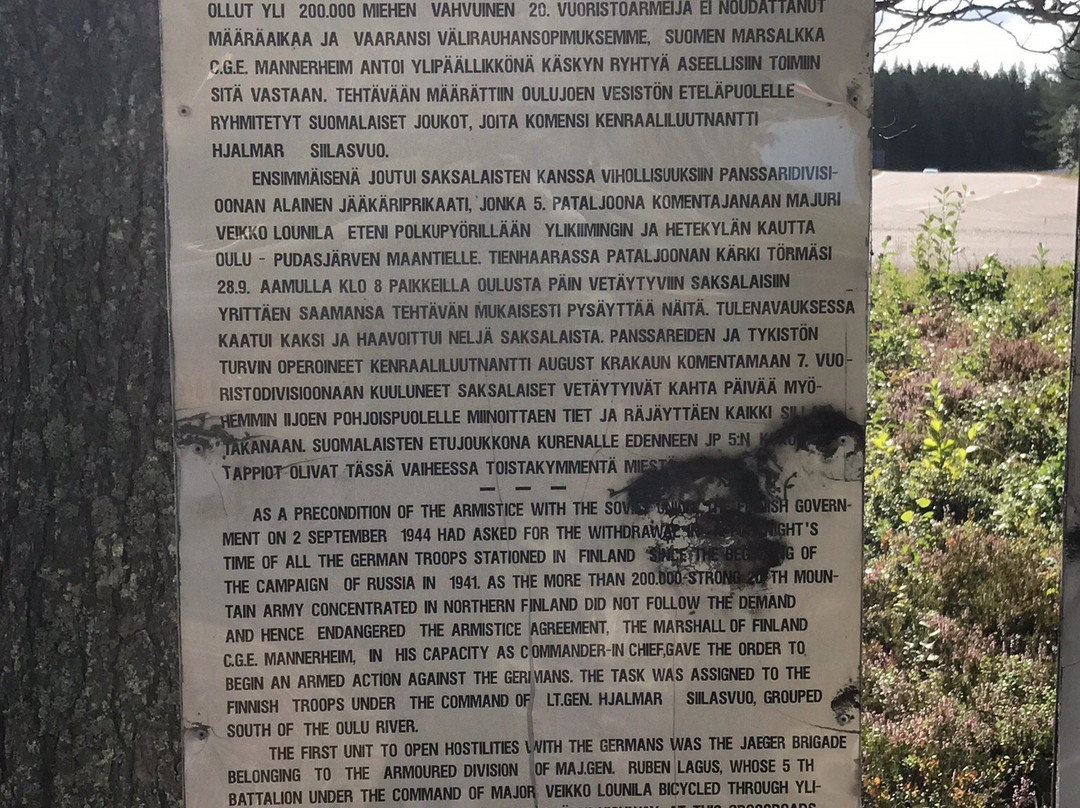 OLLUT YLI 200.000 MIEHEN VAHVUINEN 20. VUORISTOARMEIJA EI NOUDATTANUT
MÄÄRÄAIKAA JA VAARANSI VÄLIRAUHANSOPIMUKSEMME, SUOMEN MARSALKKA
C.G.E. MANNERHEIM ANTOI YLIPÄÄLLIKKÖNÄ KÄSKYN RYHTYÄ ASEELLISIIN TOIMIIN
SITÄ VASTAAN. TEHTÄVÄÄN MÄÄRÄTTIIN OULUJOEN VESISTÖN ETELÄPUOLELLE
RYHMITETYT SUOMALAISET JOUKOT, JOITA KOMENSI KENRAALILUUTNANTTI
HJALMAR SIILASVUO.
ENSIMMÄISENÄ JOUTUI SAKSALAISTEN KANSSA VIHOLLISUUKSIIN PANSSARIDIVISI-
OONAN ALAINEN JÄÄKÄRIPRIKAATI, JONKA 5. PATALJOONA KOMENTAJANAAN MAJURI
VEIKKO LOUNILA ETENI POLKUPYÖRILLÄÄN YLIKIIMINGIN JA HETEKYLÄN KAUTTA
OULU - PUDASJÄRVEN MAANTIELLE. TIENHAARASSA PATALJOONAN KÄRKI TÖRMÄSI
28.9. AAMULLA KLO 8 PAIKKEILLA OULUSTA PÄIN VETÄYTYVIIN SAKSALAISIIN
YRITTÄEN SAAMANSA TEHTÄVÄN MUKAISESTI PYSÄYTTÄÄ NÄITÄ. TULENAVAUKSESSA
KAATUI KAKSI JA HAAVOITTUI NELJÄ SAKSALAISTA. PANSSAREIDEN JA TYKISTÖN
TURVIN OPEROINEET KENRAALILUUTNANTTI AUGUST KRAKAUN KOMENTAMAAN 7. VUO-
RISTODIVISIOONAAN KUULUNEET SAKSALAISET VETÄYTYIVÄT KAHTA PÄIVÄÄ MYÖ-
HEMMIN IIJOEN POHJOISPUOLELLE MIINOITTAEN TIET JA RÄJÄYTTÄEN KAIKKI
TAKANAAN. SUOMALAISTEN ETUJOUKKONA KURENALLE EDENNEEN JP 5:N
TAPPIOT OLIVAT TÄSSÄ VAIHEESSA TOISTAKYMMENTÄ
— — —
AS A PRECONDITION OF THE ARMISTICE WITH THE SOVIET UNION, THE FINNISH GOVERN-
MENT ON 2 SEPTEMBER 1944 HAD ASKED FOR THE WITHDRAWAL
TIME OF ALL THE GERMAN TROOPS STATIONED IN FINLAND SINCE THE BEGINNING OF
THE CAMPAIGN OF RUSSIA IN 1941. AS THE MORE THAN 200.000-STRONG 20 TH MOUN-
TAIN ARMY CONCENTRATED IN NORTHERN FINLAND DID NOT FOLLOW THE DEMAND
AND HENCE ENDANGERED THE ARMISTICE AGREEMENT, THE MARSHALL OF FINLAND
C.G.E. MANNERHEIM, IN HIS CAPACITY AS COMMANDER-IN CHIEF,GAVE THE ORDER TO
BEGIN AN ARMED ACTION AGAINST THE GERMANS. THE TASK WAS ASSIGNED TO THE
FINNISH TROOPS UNDER THE COMMAND OF LT.GEN. HJALMAR SIILASVUO, GROUPED
SOUTH OF THE OULU RIVER.
THE FIRST UNIT TO OPEN HOSTILITIES WITH THE GERMANS WAS THE JAEGER BRIGADE
BELONGING TO THE ARMOURED DIVISION OF MAJ.GEN. RUBEN LAGUS, WHOSE 5 TH
BATTALION UNDER THE COMMAND OF MAJOR VEIKKO LOUNILA BICYCLED THROUGH YLI-